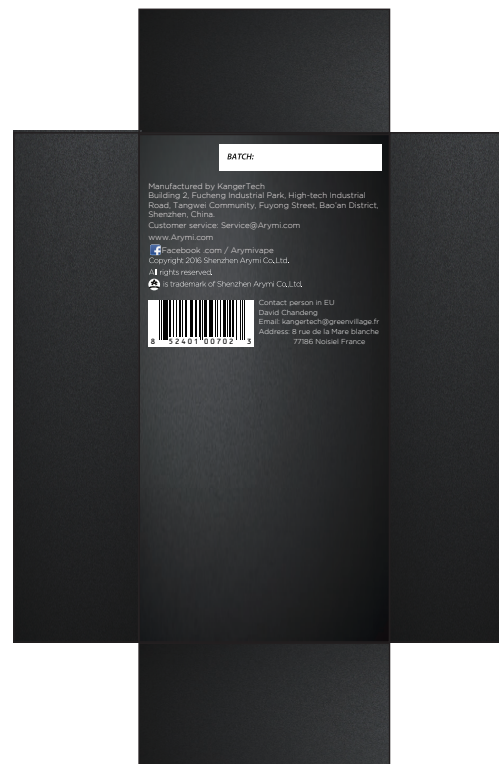 BATCH:
Manufactured by KangerTech
Building 2, Fucheng Industrial Park, High-tech Industrial
Road, Tangwei Community, Fuyong Street, Bao'an District,
Shenzhen, China.
Customer service: Service@Arymi.com
www.Arymi.com
Facebook .com / Arymivape
Copyright 2016 Shenzhen Arymi Co,.Ltd.
All rights reserved.
is trademark of Shenzhen Arymi Co,.Ltd.
Contact person in EU
David Chandeng
Email: kangertech@greenvillage.fr
Address: 8 rue de la Mare blanche
77186 Noisiel France
8 52401 00702 3